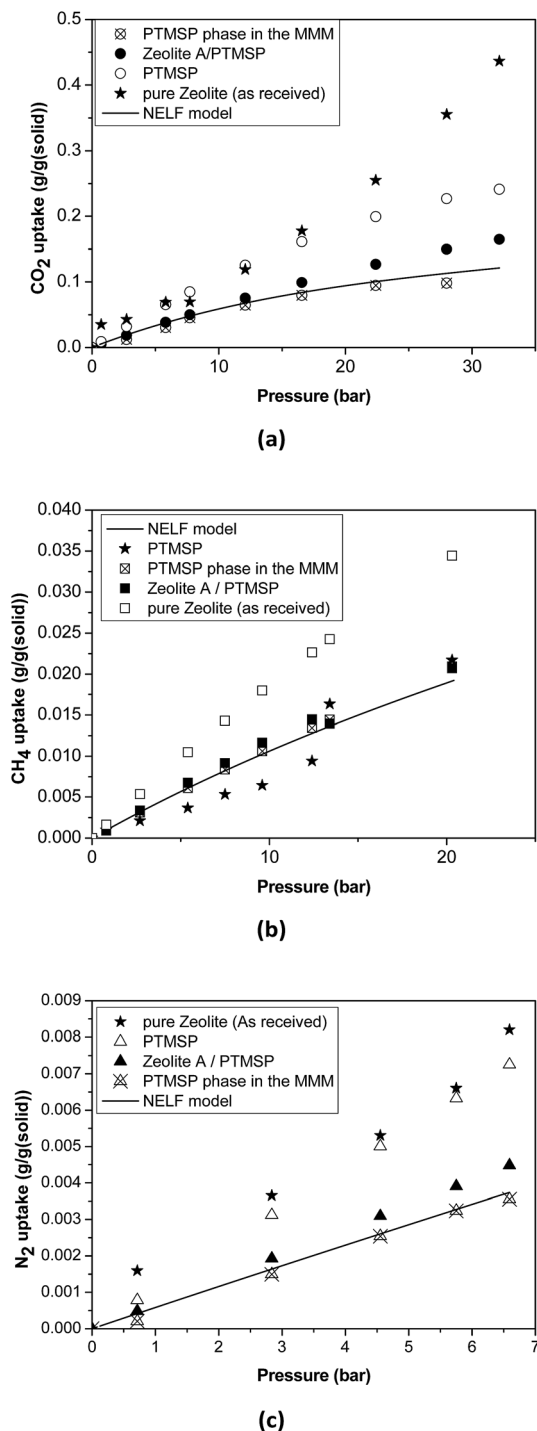 0.5
0.4
0.3
0.2
0.1
0.0
CO2 uptake (g/g(solid))
PTMSP phase in the MMM
Zeolite A/PTMSP
PTMSP
pure Zeolite (as received)
NELF model
0 10 20 30
Pressure (bar)
(a)
0.040
0.035
0.030
0.025
0.020
0.015
0.010
0.005
0.000
CH4 uptake (g/g(solid))
NELF model
PTMSP
PTMSP phase in the MMM
Zeolite A / PTMSP
pure Zeolite (as received)
0 10 20
Pressure (bar)
(b)
0.009
0.008
0.007
0.006
0.005
0.004
0.003
0.002
0.001
0.000
N2 uptake (g/g(solid))
pure Zeolite (As received)
PTMSP
Zeolite A / PTMSP
PTMSP phase in the MMM
NELF model
0 1 2 3 4 5 6 7
Pressure (bar)
(c)